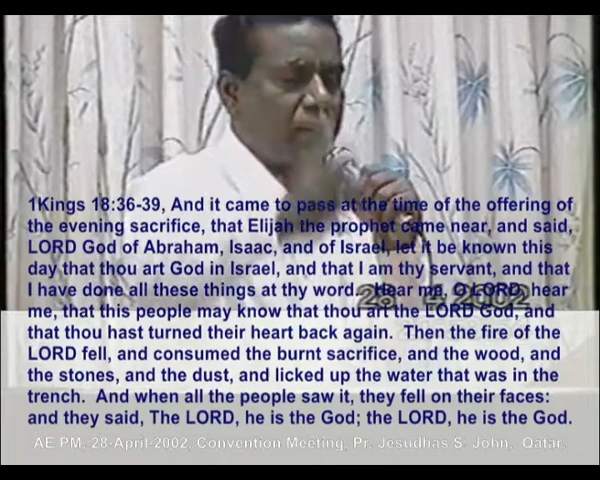 1Kings 18:36-39, And it came to pass at the time of the offering of
the evening sacrifice, that Elijah the prophet came near, and said,
LORD God of Abraham, Isaac, and of Israel, let it be known this
day that thou art God in Israel, and that I am thy servant, and that
I have done all these things at thy word. Hear me, O LORD, hear
28 4 2002
me, that this people may know that thou art the LORD God, and
that thou hast turned their heart back again. Then the fire of the
LORD fell, and consumed the burnt sacrifice, and the wood, and
the stones, and the dust, and licked up the water that was in the
trench. And when all the people saw it, they fell on their faces:
and they said, The LORD, he is the God; the LORD, he is the God.
AE PM, 28-April-2002, Convention Meeting, Pr. Jesudhas S. John, Qatar.